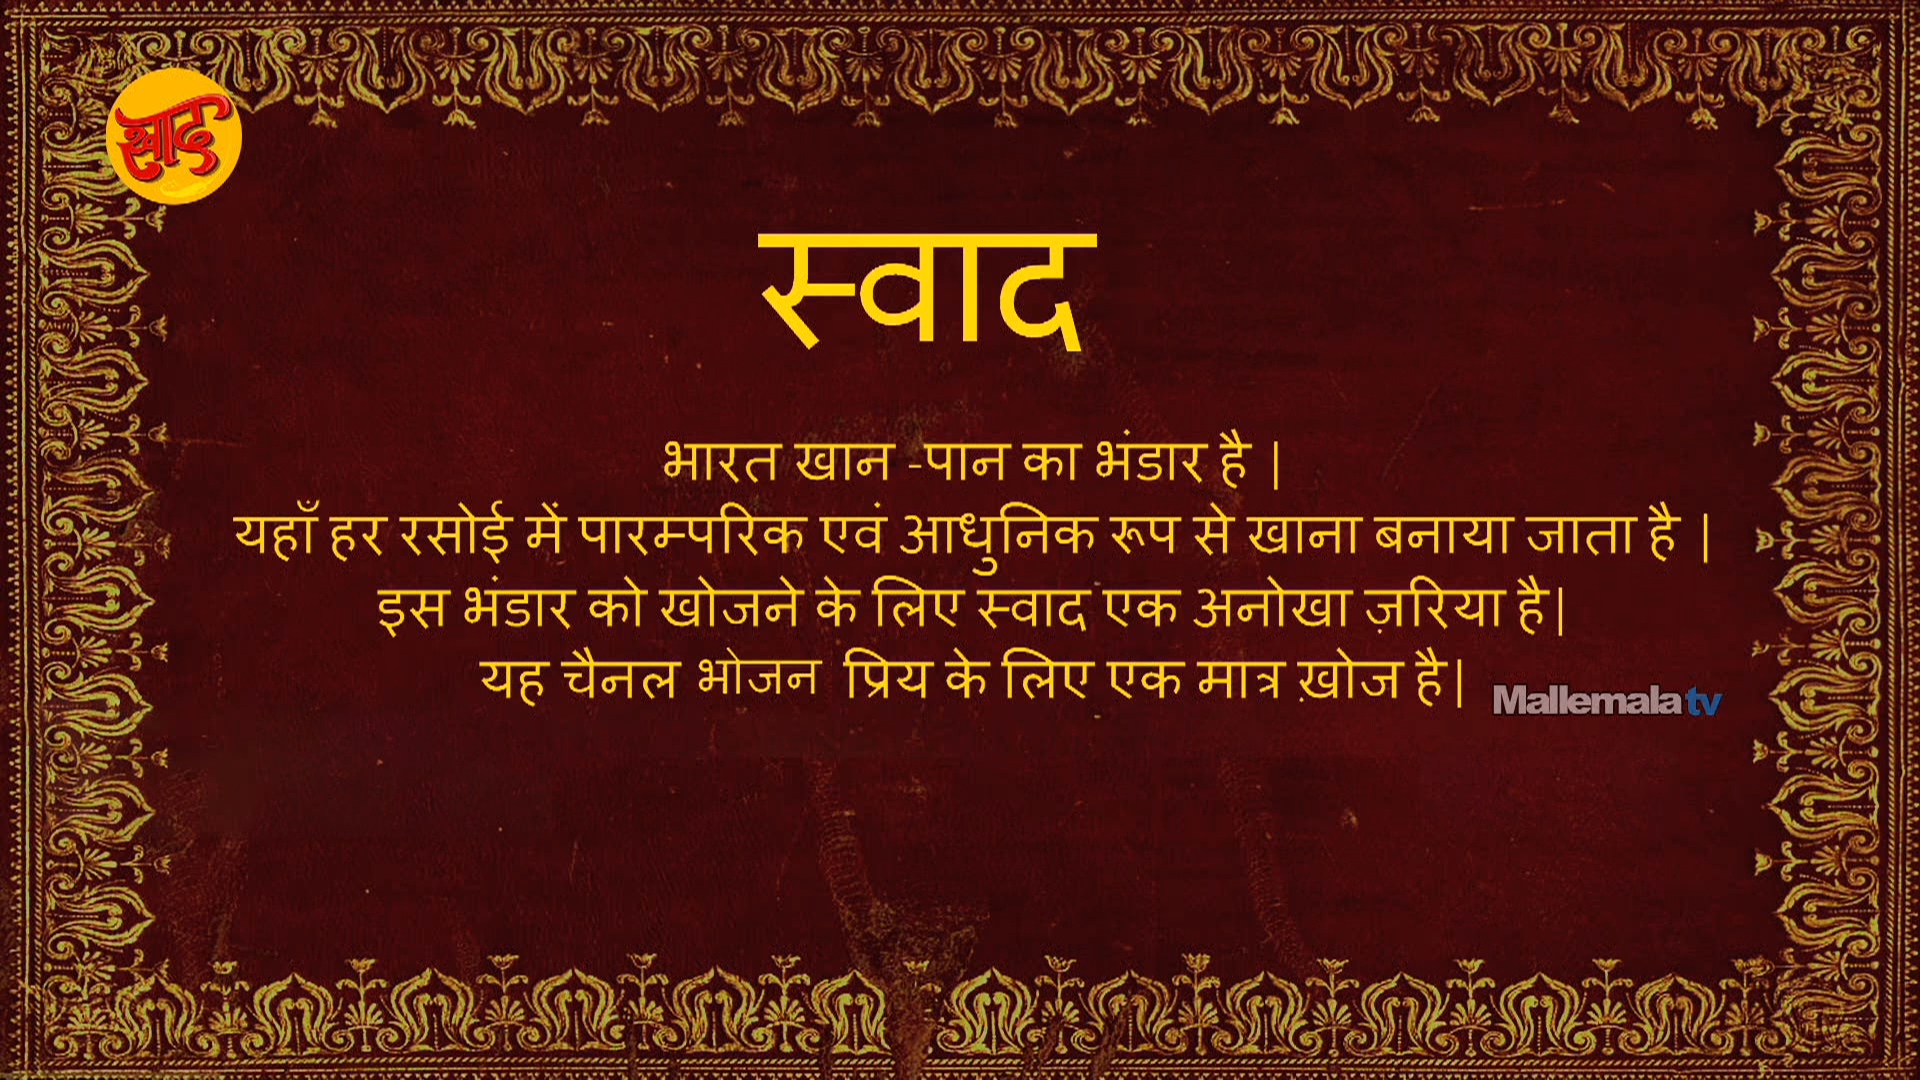 स्वाद
स्वाद
भारत खान -पान का भंडार है |
यहाँ हर रसोई में पारम्परिक एवं आधुनिक रूप से खाना बनाया जाता है |
इस भंडार को खोजने के लिए स्वाद एक अनोखा ज़रिया है|
यह चैनल भोजन प्रिय के लिए एक मात्र ख़ोज है|
Mallemalatv